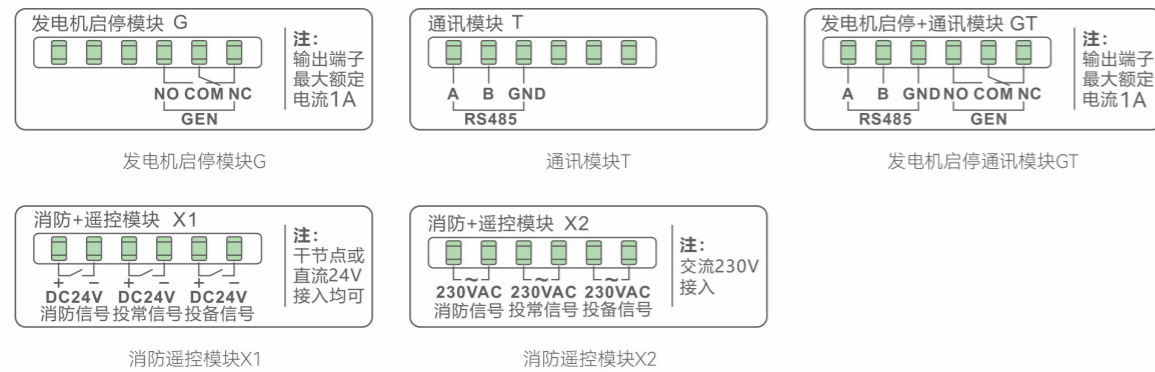 发电机启停模块 G
NO COM NC
GEN
注:
输出端子
最大额定
电流1A
发电机启停模块G
通讯模块 T
A B GND
RS485
通讯模块T
发电机启停+通讯模块 GT
A B GND NO COM NC
RS485 GEN
注:
输出端子
最大额定
电流1A
发电机启停通讯模块GT
消防+遥控模块 X1
+ − + − + −
DC24V DC24V DC24V
消防信号 投常信号 投备信号
注:
干节点或
直流24V
接入均可
消防遥控模块X1
消防+遥控模块 X2
~ ~ ~
230VAC 230VAC 230VAC
消防信号 投常信号 投备信号
注:
交流230V
接入
消防遥控模块X2